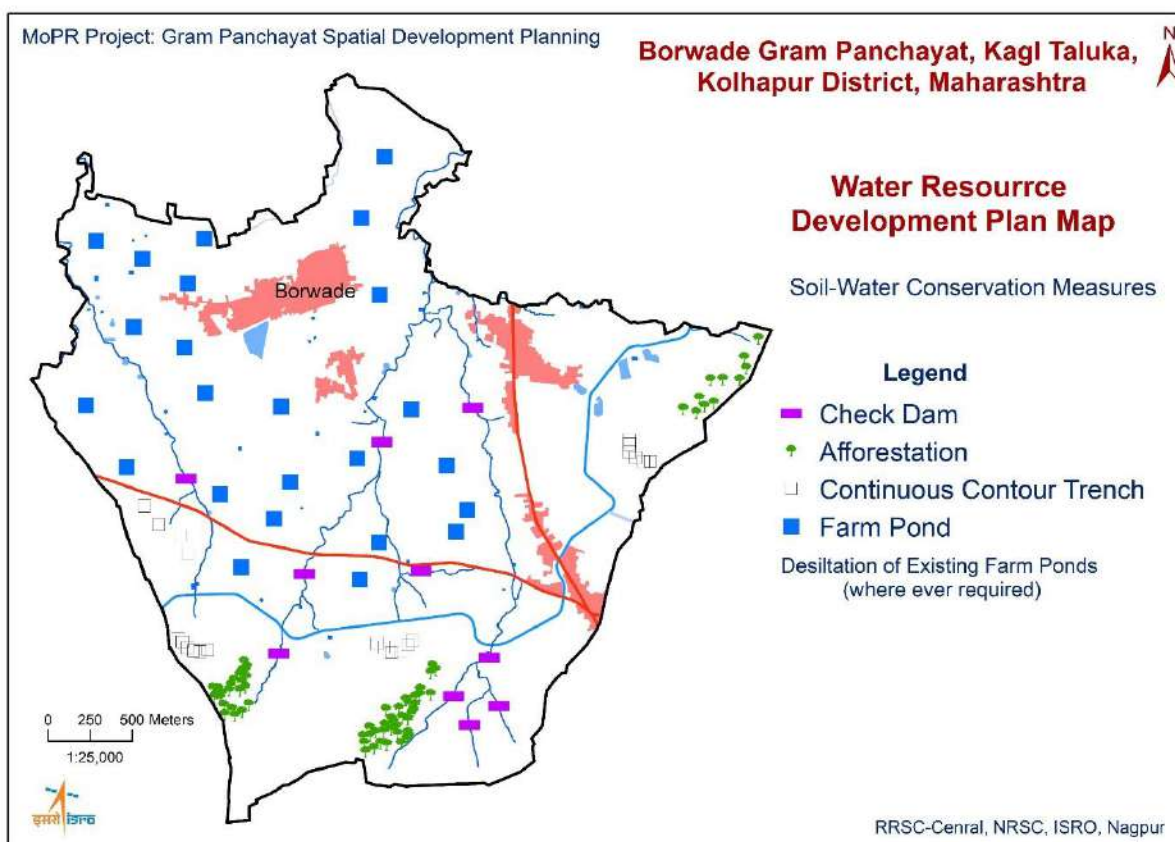 MoPR Project: Gram Panchayat Spatial Development Planning
Borwade Gram Panchayat, Kagl Taluka,
Kolhapur District, Maharashtra
N
Water Resourrce
Development Plan Map
Soil-Water Conservation Measures
Borwade
Legend
Check Dam
Afforestation
Continuous Contour Trench
Farm Pond
Desiltation of Existing Farm Ponds
(where ever required)
0 250 500 Meters
1:25,000
इसरो isro
RRSC-Cenral, NRSC, ISRO, Nagpur